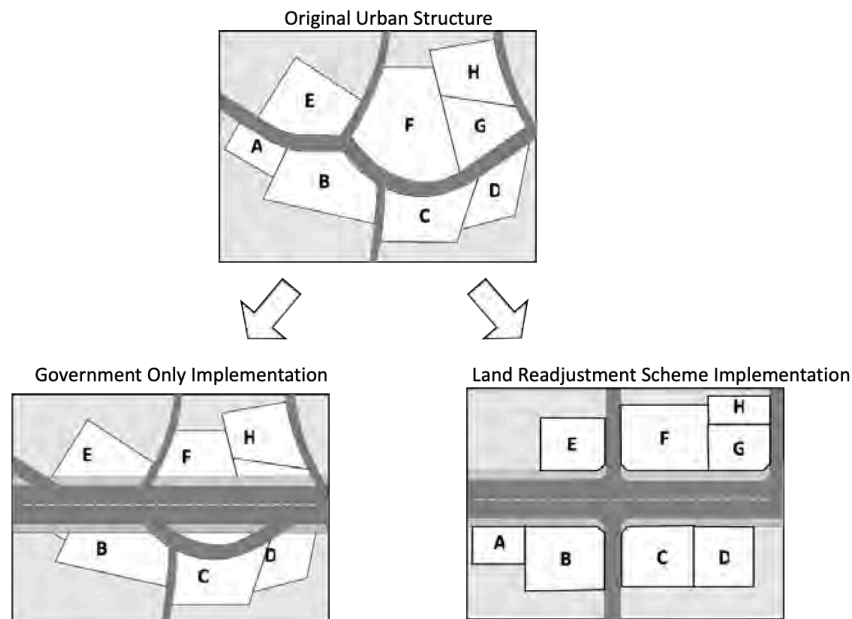 Original Urban Structure
H
E
F
G
A
B
D
C
Government Only Implementation
H
E
F
B
D
C
Land Readjustment Scheme Implementation
H
F
E
G
A
B
C
D